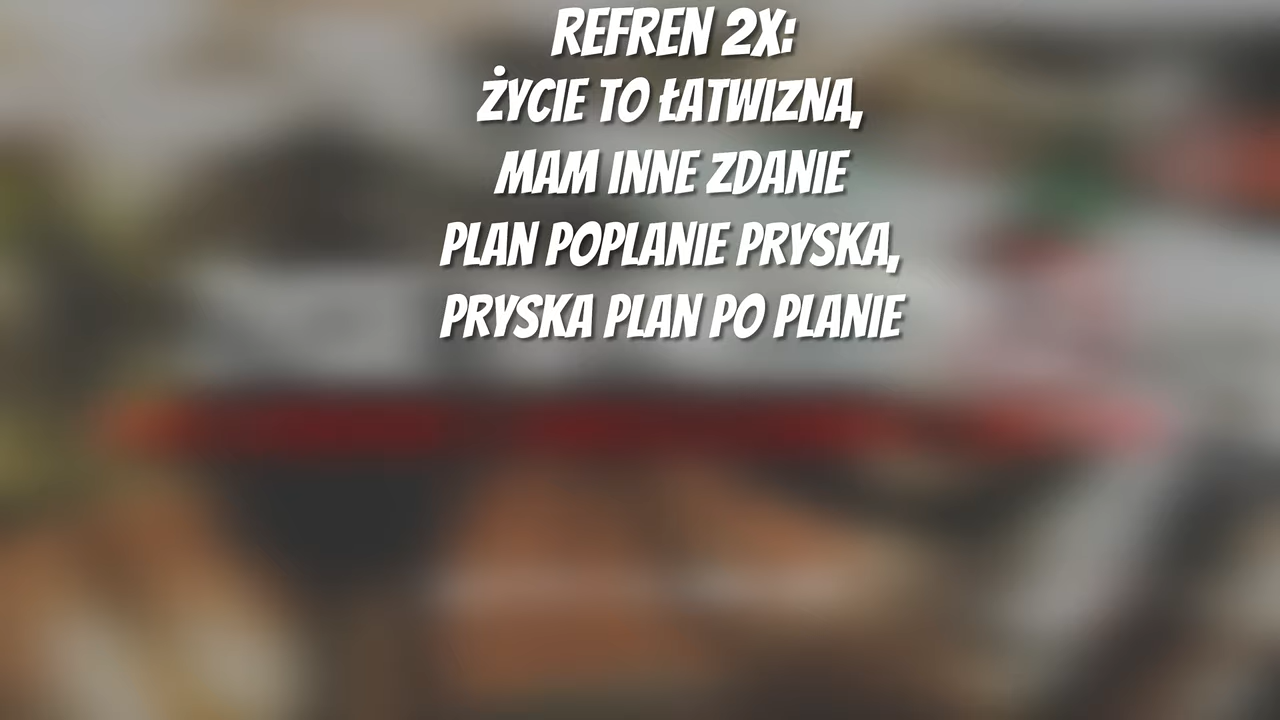 REFREN 2X:
ŻYCIE TO ŁATWIZNA,
MAM INNE ZDANIE
PLAN POPLANIE PRYSKA,
PRYSKA PLAN PO PLANIE